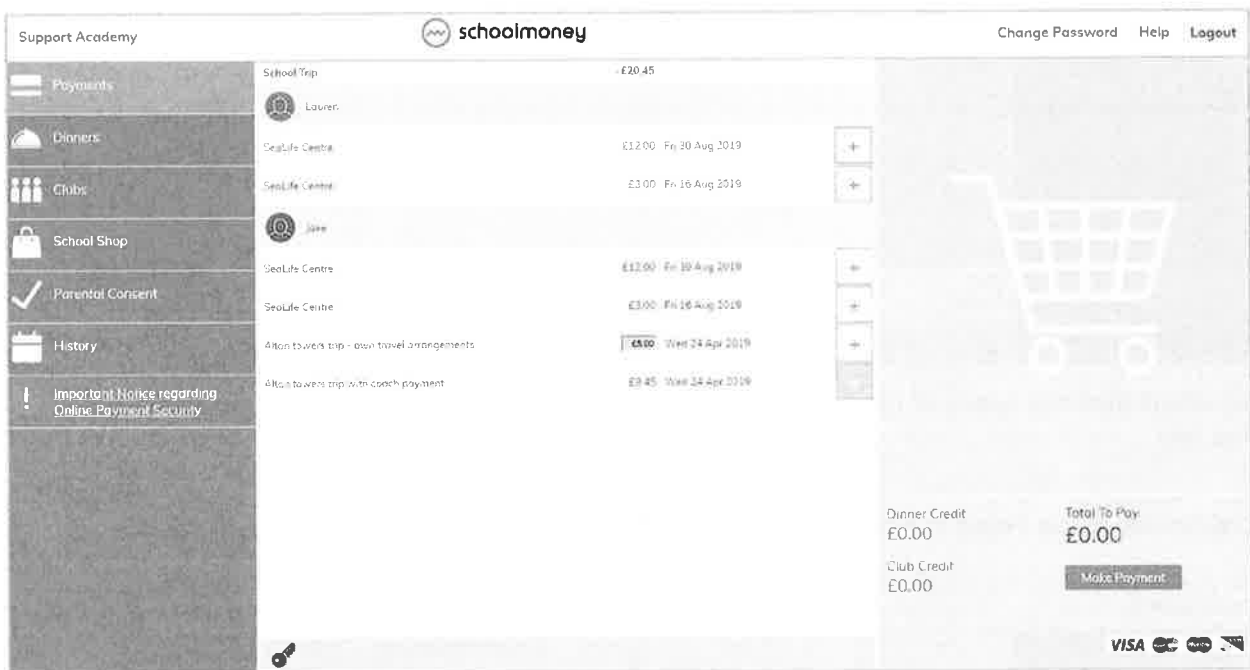 Support Academy
schoolmoney
Change Password Help Logout
Payments
Dinners
Clubs
School Shop
Parental Consent
History
Important Notice regarding
Online Payment Security
School Trip -£20.45
Lauren
SeaLife Centre £12.00 Fri 30 Aug 2019 +
SeaLife Centre £3.00 Fri 16 Aug 2019 +
Jake
SeaLife Centre £12.00 Fri Aug 2019 +
SeaLife Centre £3.00 Fri 16 Aug 2019 +
Alton towers trip - own travel arrangements £5.00 Wed 24 Apr 2019 +
Alton towers trip with coach payment £9.45 Wed 24 Apr 2019
Dinner Credit
£0.00
Total To Pay
£0.00
Club Credit
£0.00
Make Payment
VISA